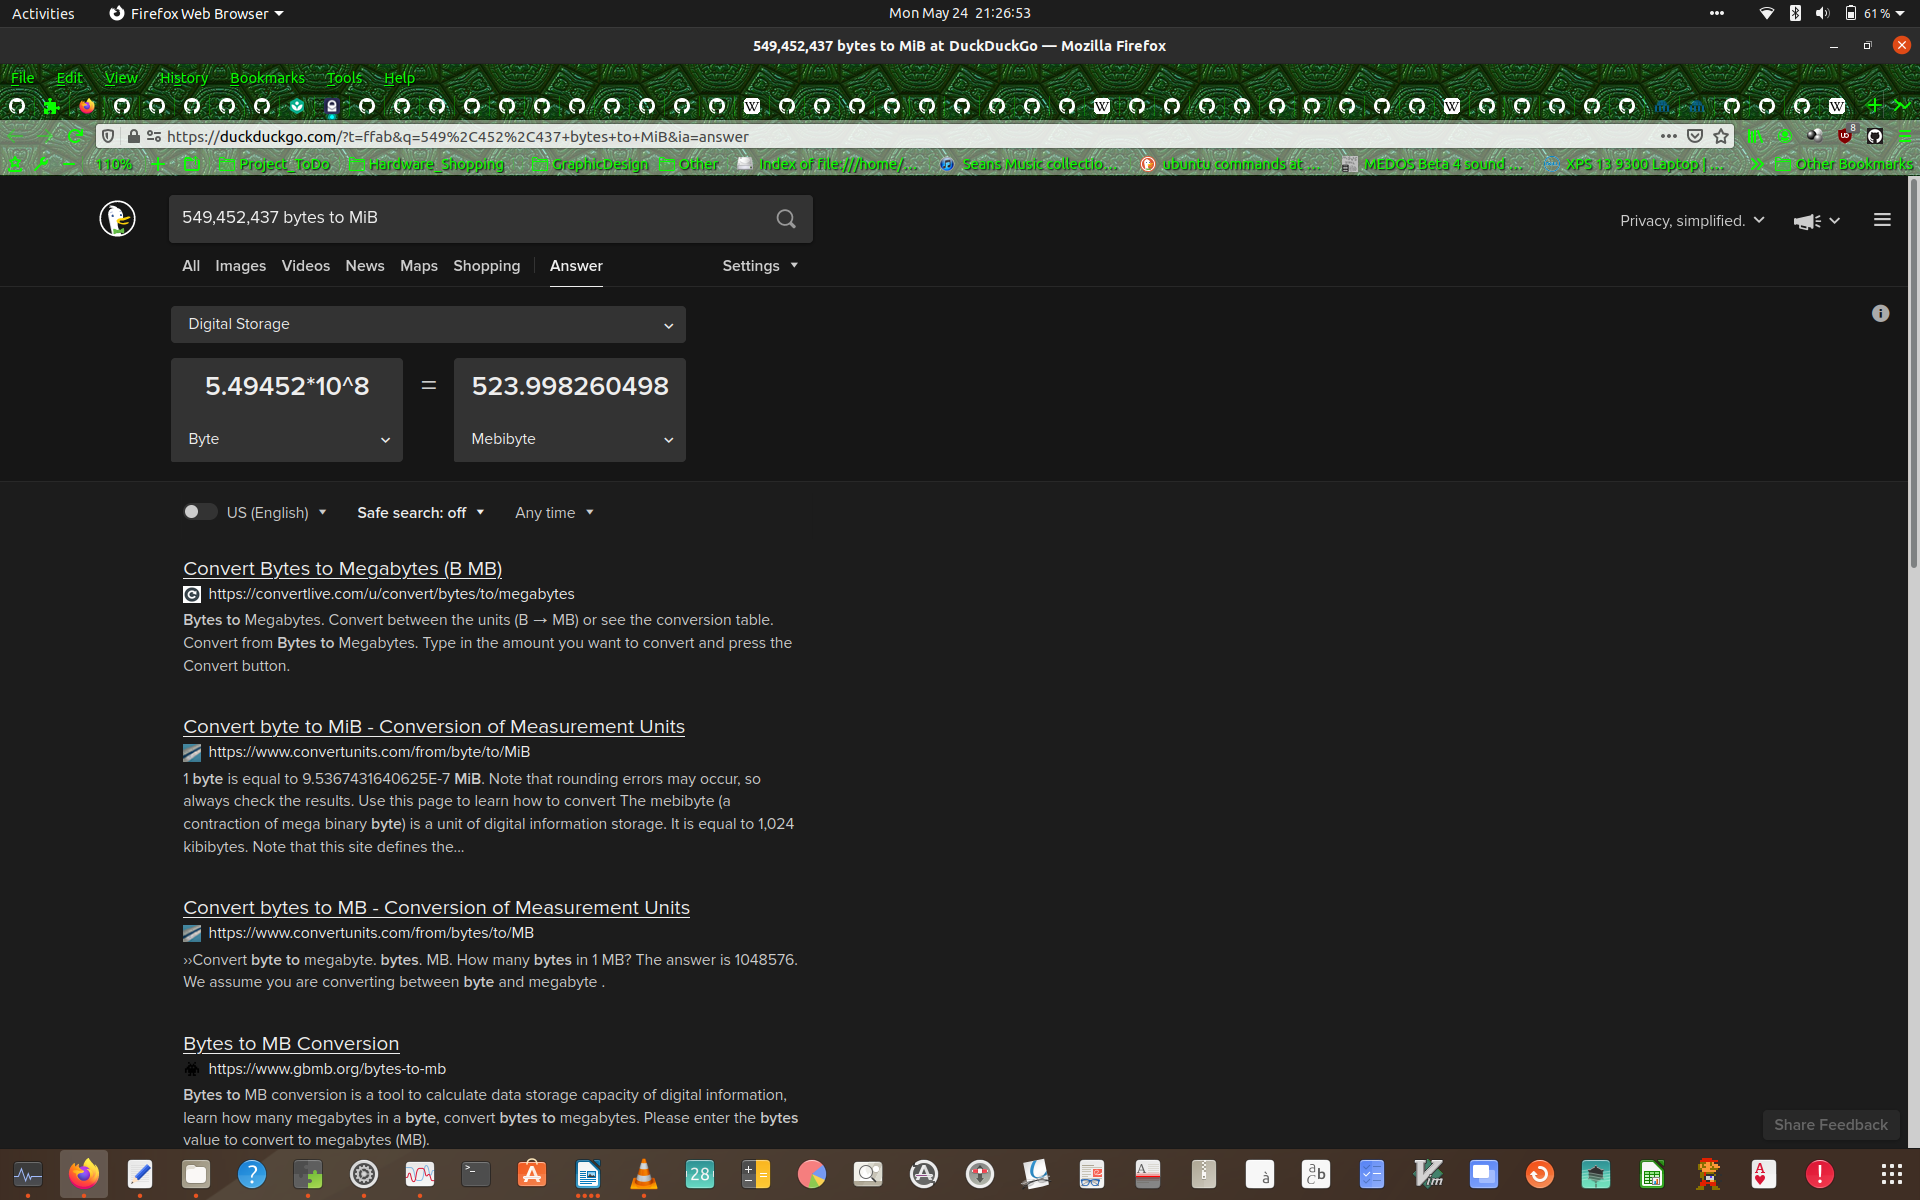 Activities
Firefox Web Browser
Mon May 24 21:26:53
61 %
549,452,437 bytes to MiB at DuckDuckGo — Mozilla Firefox
File Edit View History Bookmarks Tools Help
https://duckduckgo.com/?t=ffab&q=549%2C452%2C437+bytes+to+MiB&ia=answer
8
110%
Project_ToDo
Hardware_Shopping
GraphicDesign
Other
Index of file:///home/...
Seans Music collectio...
ubuntu commands at ...
MEDOS Beta 4 sound ...
XPS 13 9300 Laptop | ...
Other Bookmarks
549,452,437 bytes to MiB
Privacy, simplified.
All Images Videos News Maps Shopping Answer Settings
Digital Storage
5.49452*10^8 = 523.998260498
Byte Mebibyte
US (English) Safe search: off Any time
Convert Bytes to Megabytes (B MB)
https://convertlive.com/u/convert/bytes/to/megabytes
Bytes to Megabytes. Convert between the units (B → MB) or see the conversion table.
Convert from Bytes to Megabytes. Type in the amount you want to convert and press the
Convert button.
Convert byte to MiB - Conversion of Measurement Units
https://www.convertunits.com/from/byte/to/MiB
1 byte is equal to 9.5367431640625E-7 MiB. Note that rounding errors may occur, so
always check the results. Use this page to learn how to convert The mebibyte (a
contraction of mega binary byte) is a unit of digital information storage. It is equal to 1,024
kibibytes. Note that this site defines the...
Convert bytes to MB - Conversion of Measurement Units
https://www.convertunits.com/from/bytes/to/MB
››Convert byte to megabyte. bytes. MB. How many bytes in 1 MB? The answer is 1048576.
We assume you are converting between byte and megabyte .
Bytes to MB Conversion
https://www.gbmb.org/bytes-to-mb
Bytes to MB conversion is a tool to calculate data storage capacity of digital information,
learn how many megabytes in a byte, convert bytes to megabytes. Please enter the bytes
value to convert to megabytes (MB).
Share Feedback
28